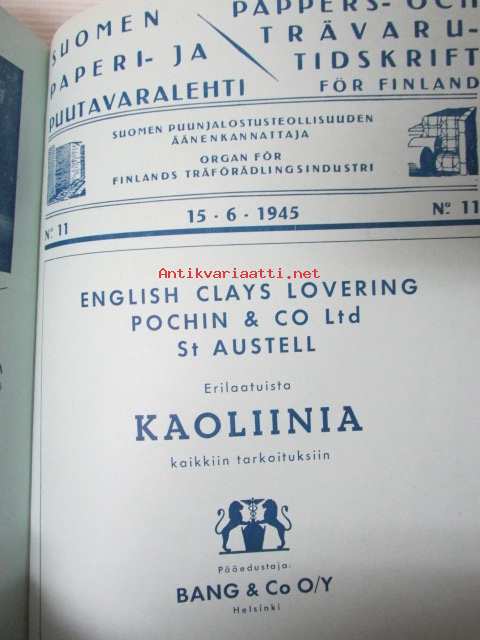 SUOMEN
PAPERI- JA
PUUTAVARALEHTI
PAPPERS- OCH
TRÄVARU-
TIDSKRIFT
FÖR FINLAND
SUOMEN PUUNJALOSTUSTEOLLISUUDEN
ÄÄNENKANNATTAJA
ORGAN FÖR
FINLANDS TRÄFÖRÄDLINGSINDUSTRI
No 11
15 - 6 - 1945
No 11
Antikvariaatti.net
ENGLISH CLAYS LOVERING
POCHIN & CO Ltd
St AUSTELL
Erilaatuista
KAOLIINIA
kaikkiin tarkoituksiin
Pääedustaja:
BANG & Co O/Y
Helsinki